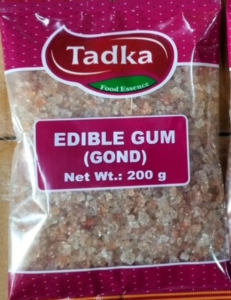 Tadka
Food Essence
EDIBLE GUM
(GOND)
Net Wt.: 200 g